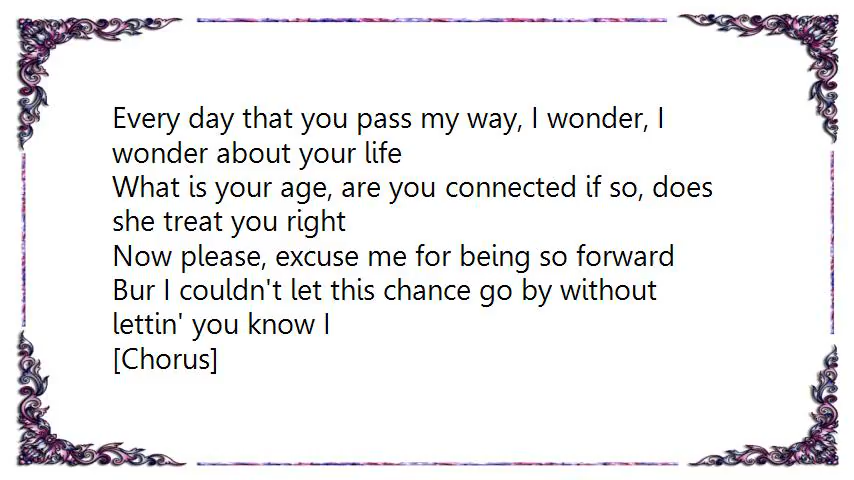 Every day that you pass my way, I wonder, I
wonder about your life
What is your age, are you connected if so, does
she treat you right
Now please, excuse me for being so forward
Bur I couldn't let this chance go by without
lettin' you know I
[Chorus]